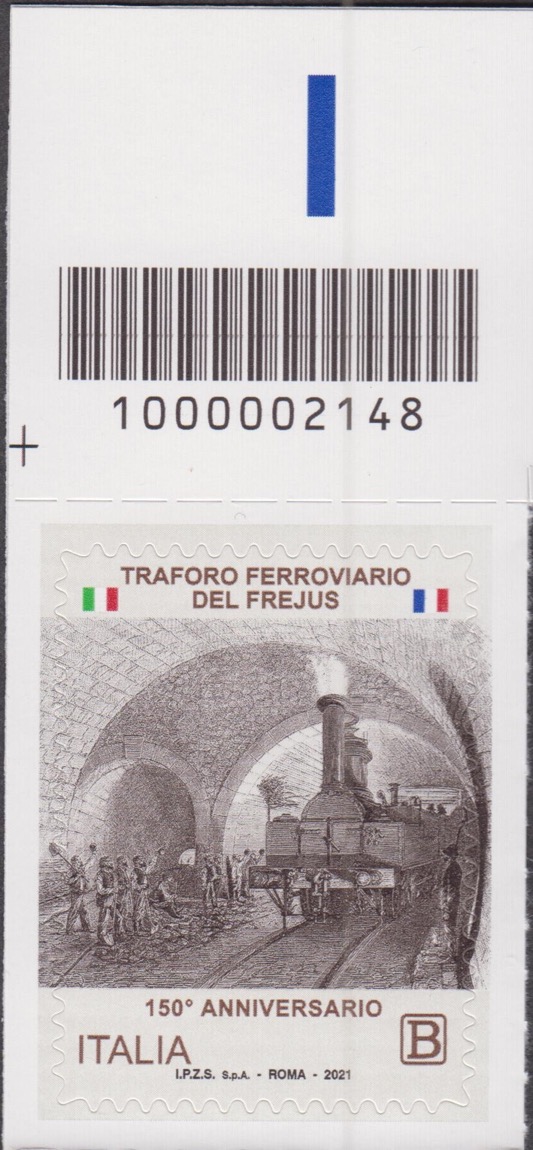 1000002148
TRAFORO FERROVIARIO
DEL FREJUS
150° ANNIVERSARIO
ITALIA
B
I.P.Z.S. S.p.A. - ROMA - 2021